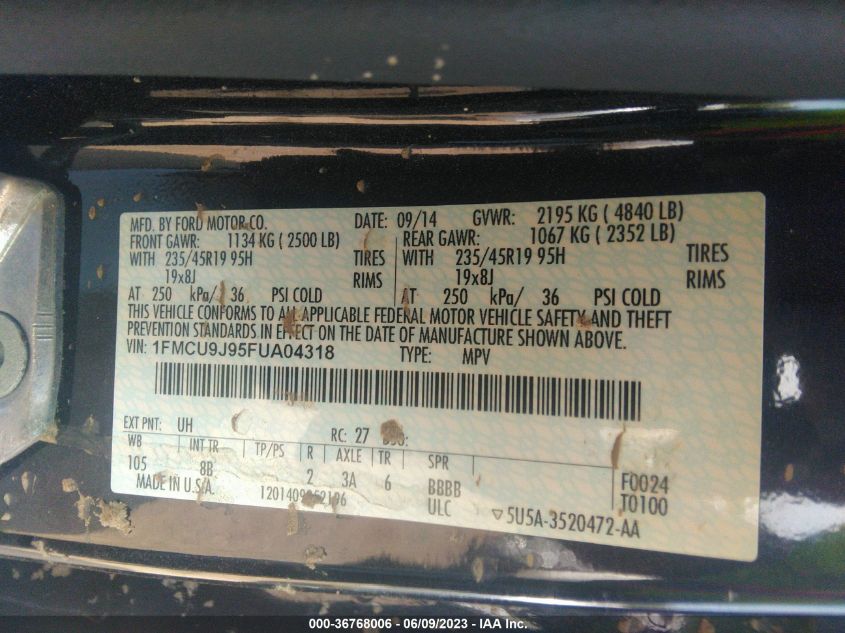 MFD. BY FORD MOTOR CO. DATE: 09/14 GVWR: 2195 KG ( 4840 LB)
FRONT GAWR: 1134 KG ( 2500 LB) REAR GAWR: 1067 KG ( 2352 LB)
WITH 235/45R19 95H TIRES WITH 235/45R19 95H TIRES
19x8J RIMS 19x8J RIMS
AT 250 kPa/ 36 PSI COLD AT 250 kPa/ 36 PSI COLD
THIS VEHICLE CONFORMS TO ALL APPLICABLE FEDERAL MOTOR VEHICLE SAFETY AND THEFT
PREVENTION STANDARDS IN EFFECT ON THE DATE OF MANUFACTURE SHOWN ABOVE.
VIN: 1FMCU9J95FUA04318 TYPE: MPV
EXT PNT: UH RC: 27
WB INT TR TP/PS R AXLE TR SPR
105 8B 2 3A 6 BBBB F0024
MADE IN U.S.A. ULC T0100
▽5U5A-3520472-AA
000-36768006 - 06/09/2023 - IAA Inc.